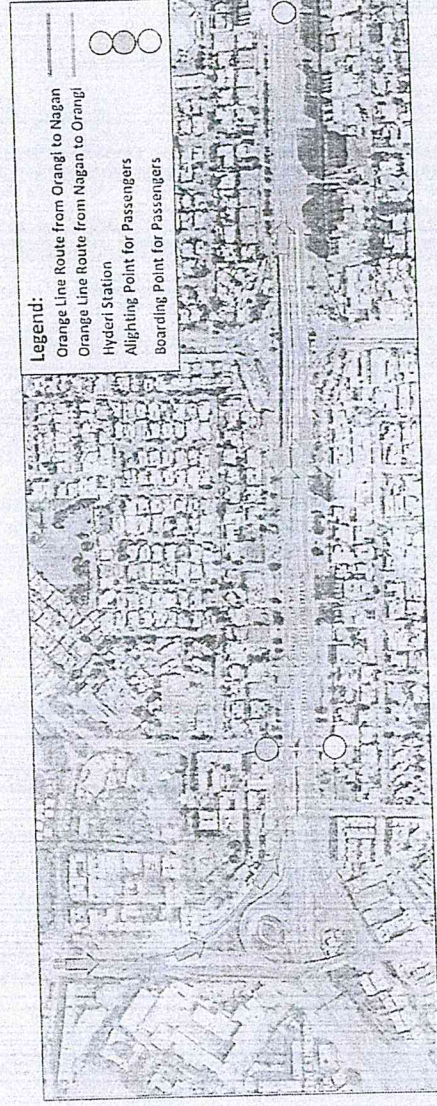 Legend:
Orange Line Route from Orangi to Nagan
Orange Line Route from Nagan to Orangi
Hyderi Station
Alighting Point for Passengers
Boarding Point for Passengers